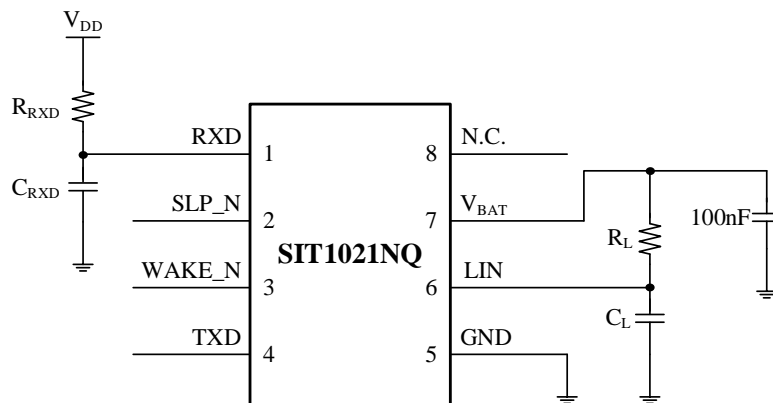 V_DD
R_RXD
RXD
1
8
N.C.
C_RXD
SLP_N
2
7
V_BAT
R_L
100nF
SIT1021NQ
WAKE_N
3
6
LIN
C_L
TXD
4
5
GND